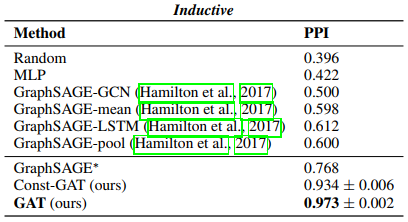 Inductive
Method PPI
Random 0.396
MLP 0.422
GraphSAGE-GCN (Hamilton et al., 2017) 0.500
GraphSAGE-mean (Hamilton et al., 2017) 0.598
GraphSAGE-LSTM (Hamilton et al., 2017) 0.612
GraphSAGE-pool (Hamilton et al., 2017) 0.600
GraphSAGE* 0.768
Const-GAT (ours) 0.934 ± 0.006
GAT (ours) 0.973 ± 0.002